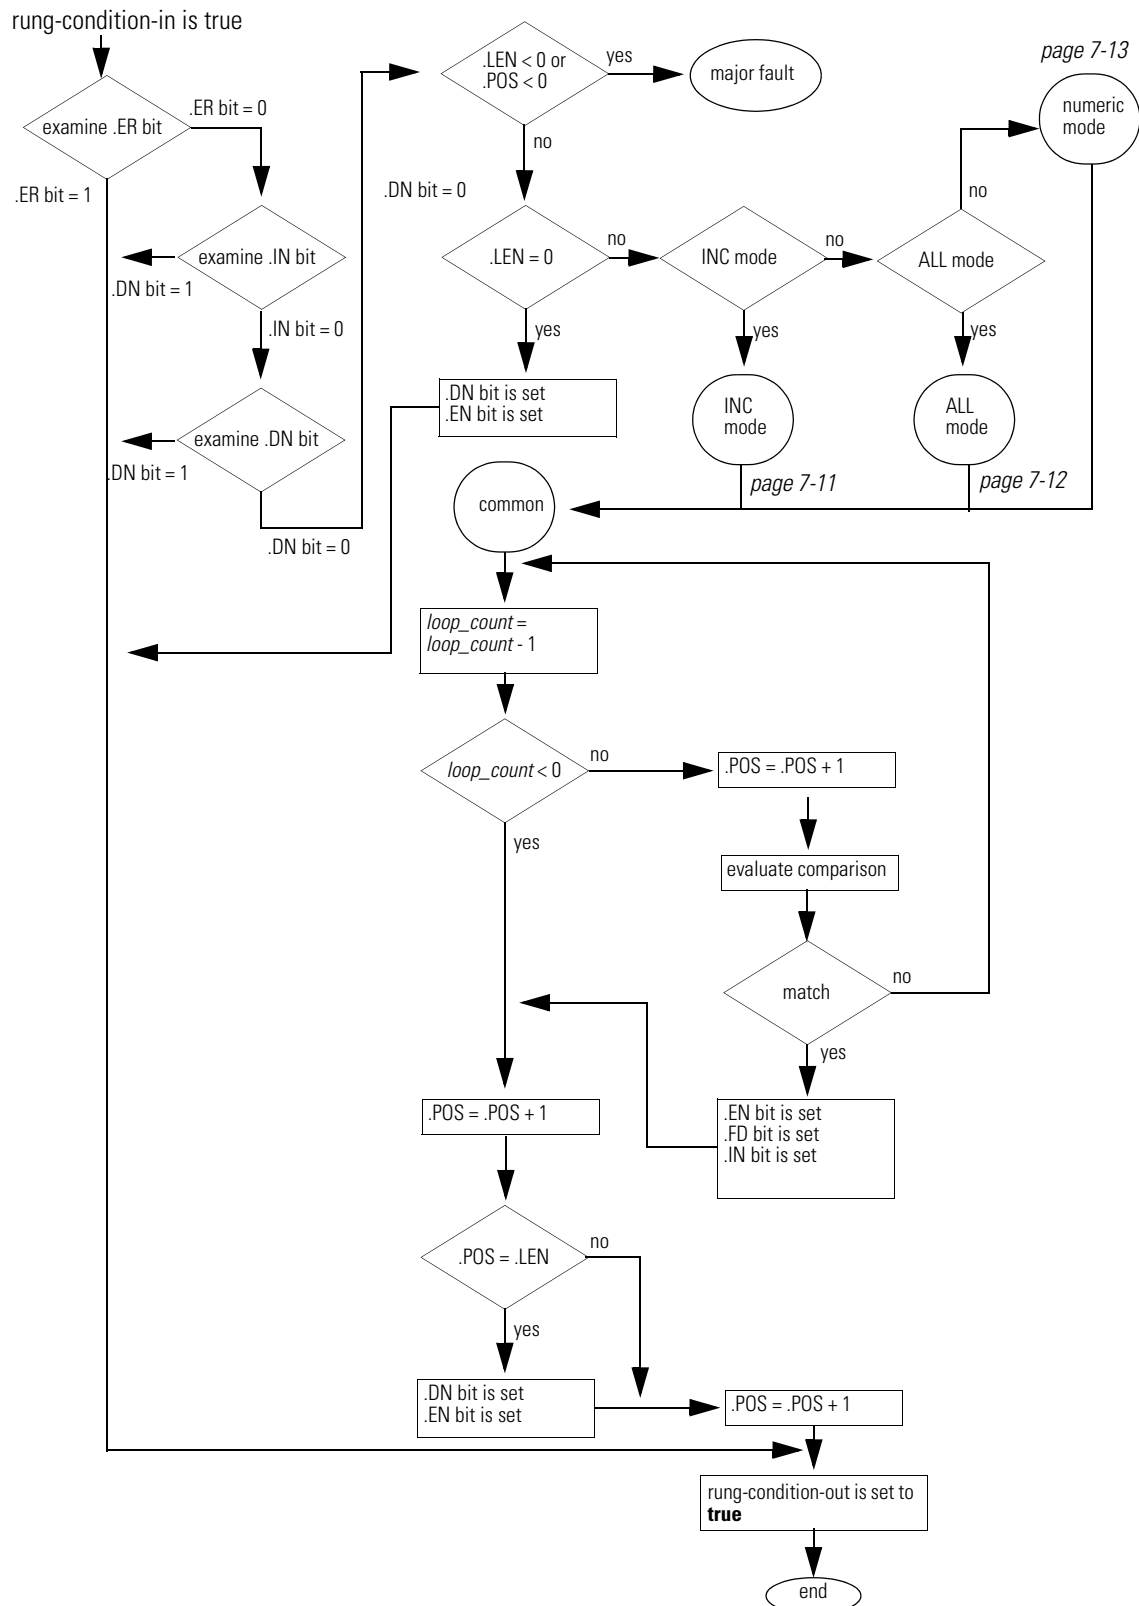 rung-condition-in is true
examine .ER bit
.ER bit = 0
.ER bit = 1
examine .IN bit
.DN bit = 1
.IN bit = 0
examine .DN bit
.DN bit = 1
.DN bit = 0
.LEN < 0 or
.POS < 0
yes
major fault
no
.DN bit = 0
.LEN = 0
no
yes
.DN bit is set
.EN bit is set
INC mode
no
yes
INC
mode
page 7-11
ALL mode
no
yes
ALL
mode
page 7-12
page 7-13
numeric
mode
common
loop_count =
loop_count - 1
loop_count < 0
no
yes
.POS = .POS + 1
evaluate comparison
match
no
yes
.EN bit is set
.FD bit is set
.IN bit is set
.POS = .POS + 1
.POS = .LEN
no
yes
.DN bit is set
.EN bit is set
.POS = .POS + 1
rung-condition-out is set to
true
end